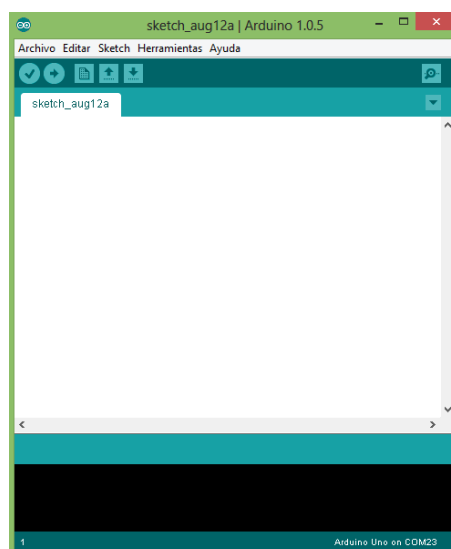 sketch_aug12a | Arduino 1.0.5
Archivo Editar Sketch Herramientas Ayuda
sketch_aug12a
1 Arduino Uno on COM23